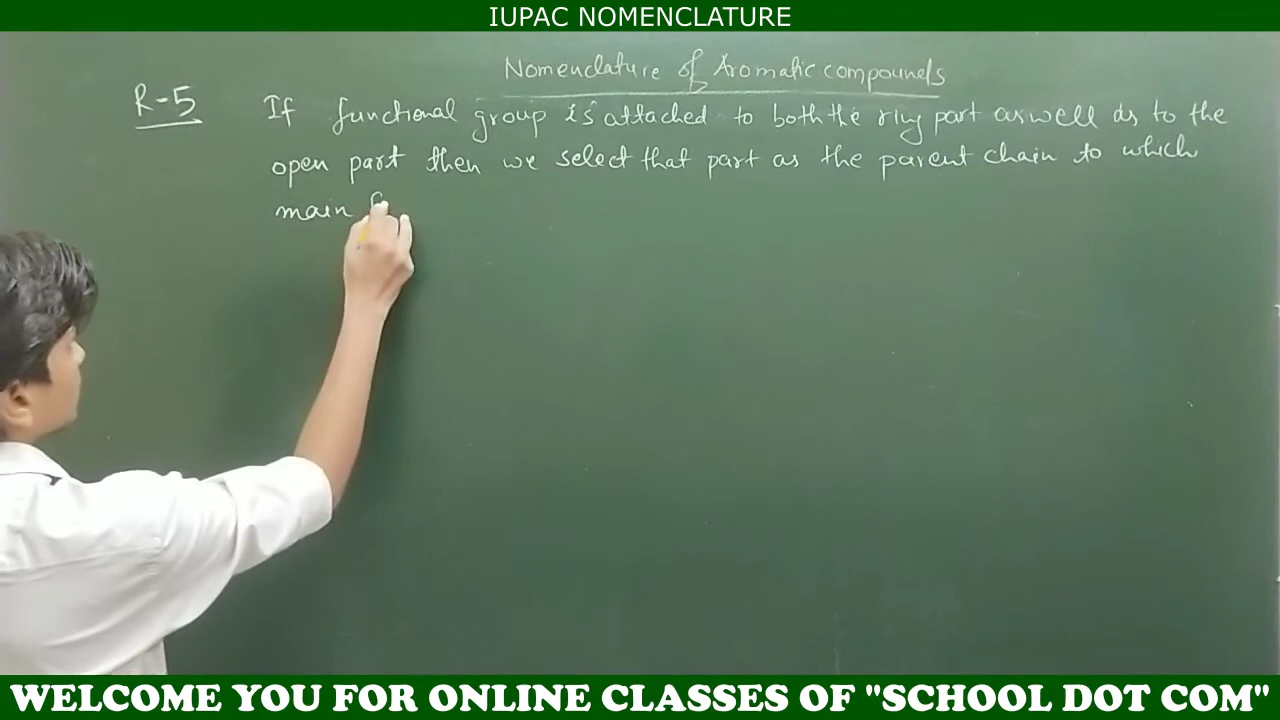 IUPAC NOMENCLATURE
Nomenclature of Aromatic compounds
R-5
If functional group is attached to both the ring part aswell as to the
open part then we select that part as the parent chain to which
main
WELCOME YOU FOR ONLINE CLASSES OF "SCHOOL DOT COM"